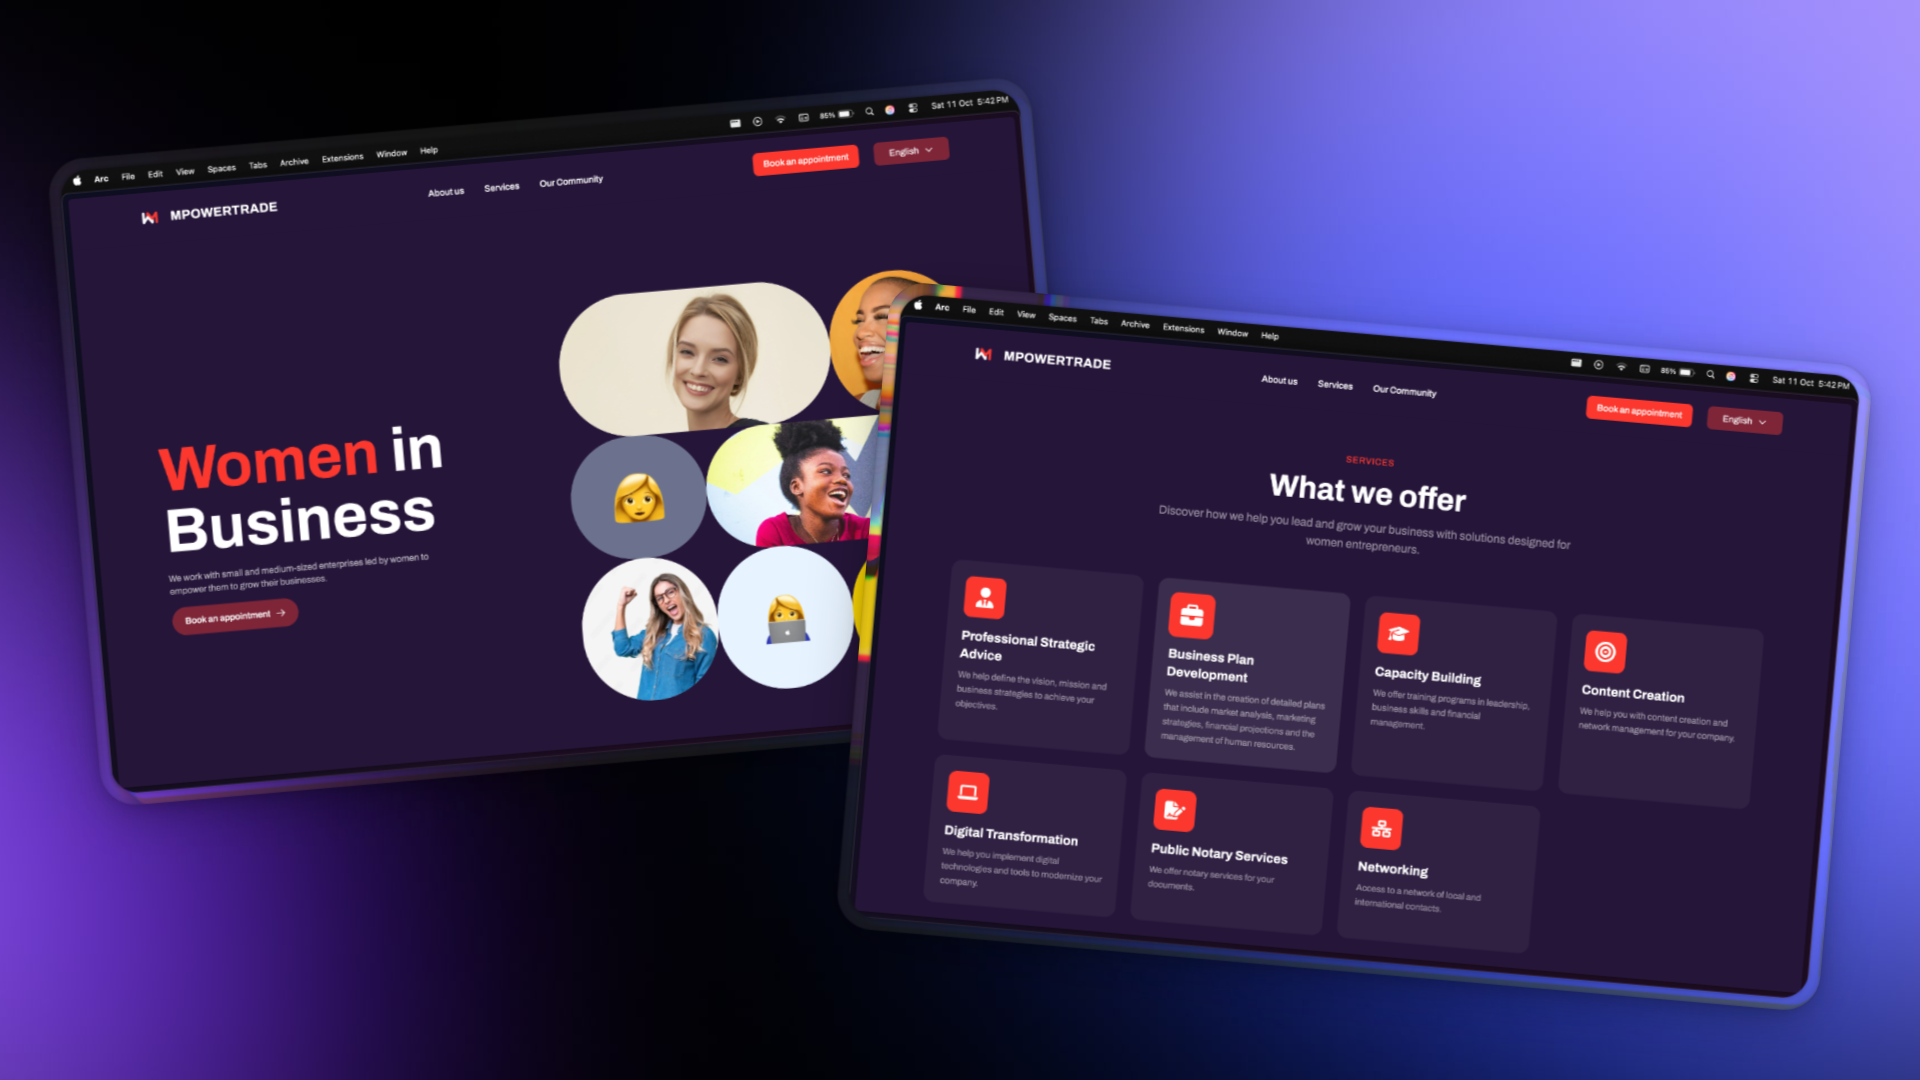 Arc File Edit View Spaces Tabs Archive Extensions Window Help
85% Sat 11 Oct 5:42 PM
MPOWERTRADE
About us Services Our Community
Book an appointment
English
Women in
Business
We work with small and medium-sized enterprises led by women to
empower them to grow their businesses.
Book an appointment →
Arc File Edit View Spaces Tabs Archive Extensions Window Help
85% Sat 11 Oct 5:42 PM
MPOWERTRADE
About us Services Our Community
Book an appointment
English
SERVICES
What we offer
Discover how we help you lead and grow your business with solutions designed for
women entrepreneurs.
Professional Strategic
Advice
We help define the vision, mission and
business strategies to achieve your
objectives.
Business Plan
Development
We assist in the creation of detailed plans
that include market analysis, marketing
strategies, financial projections and the
management of human resources.
Capacity Building
We offer training programs in leadership,
business skills and financial
management.
Content Creation
We help you with content creation and
network management for your company.
Digital Transformation
We help you implement digital
technologies and tools to modernize your
company.
Public Notary Services
We offer notary services for your
documents.
Networking
Access to a network of local and
international contacts.